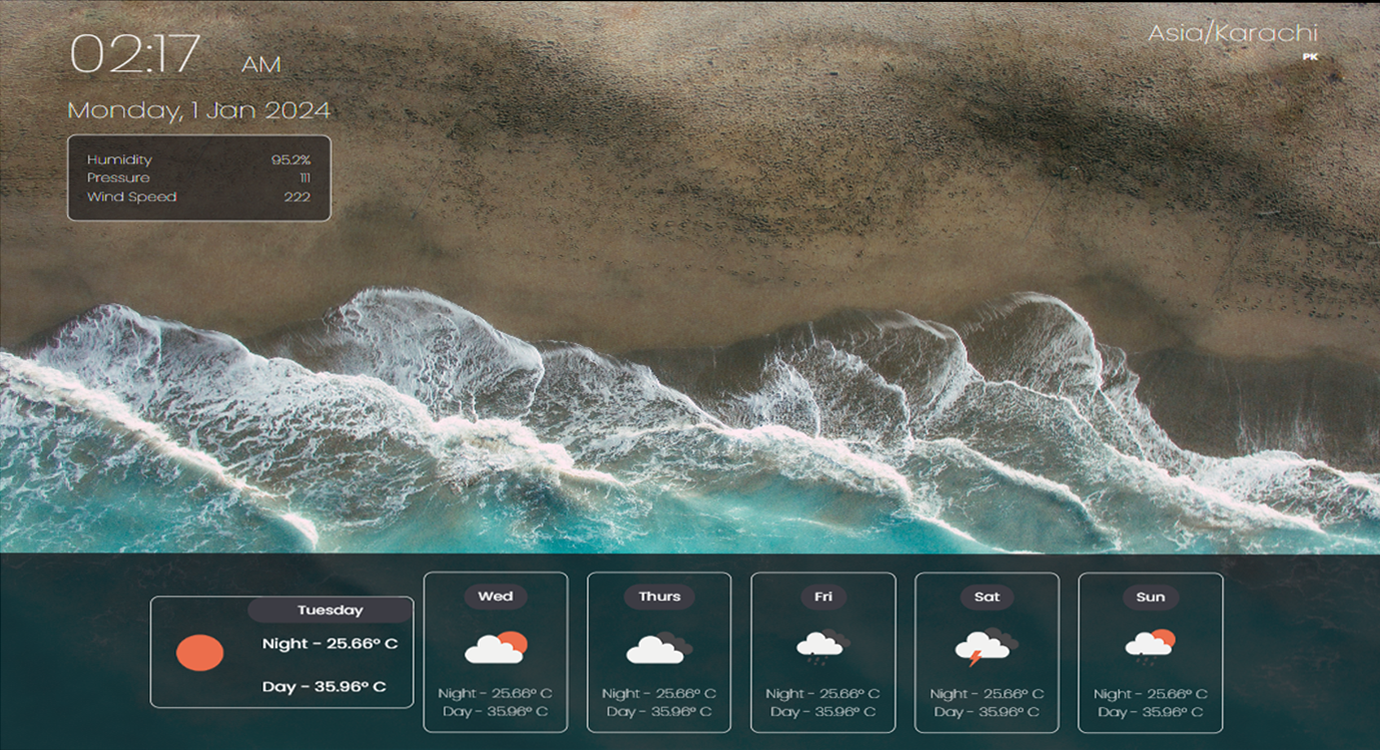 02:17 AM
Monday, 1 Jan 2024
Humidity 95.2%
Pressure 111
Wind Speed 222
Asia/Karachi
PK
Tuesday
Night - 25.66° C
Day - 35.96° C
Wed
Night - 25.66° C
Day - 35.96° C
Thurs
Night - 25.66° C
Day - 35.96° C
Fri
Night - 25.66° C
Day - 35.96° C
Sat
Night - 25.66° C
Day - 35.96° C
Sun
Night - 25.66° C
Day - 35.96° C